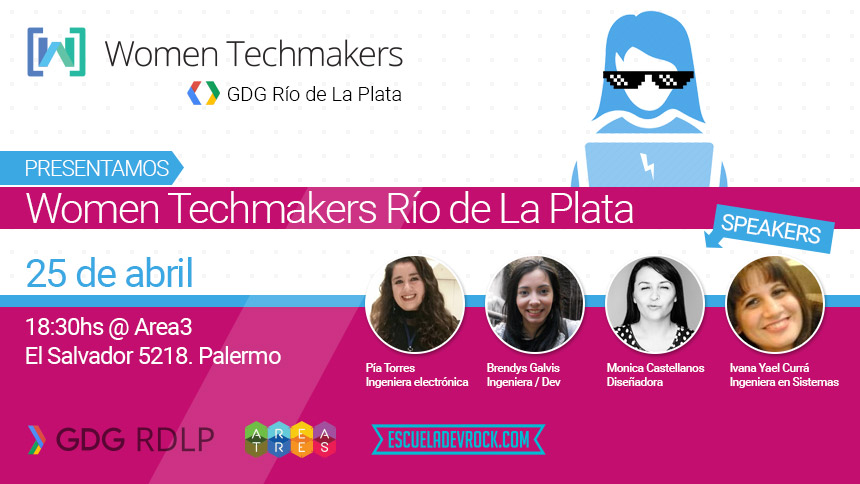 Women Techmakers
GDG Río de La Plata
PRESENTAMOS
Women Techmakers Río de La Plata
SPEAKERS
25 de abril
18:30hs @ Area3
El Salvador 5218. Palermo
Pía Torres
Ingeniera electrónica
Brendys Galvis
Ingeniera / Dev
Monica Castellanos
Diseñadora
Ivana Yael Currá
Ingeniera en Sistemas
GDG RDLP
AREA
TRES
ESCUELADEVROCK.COM